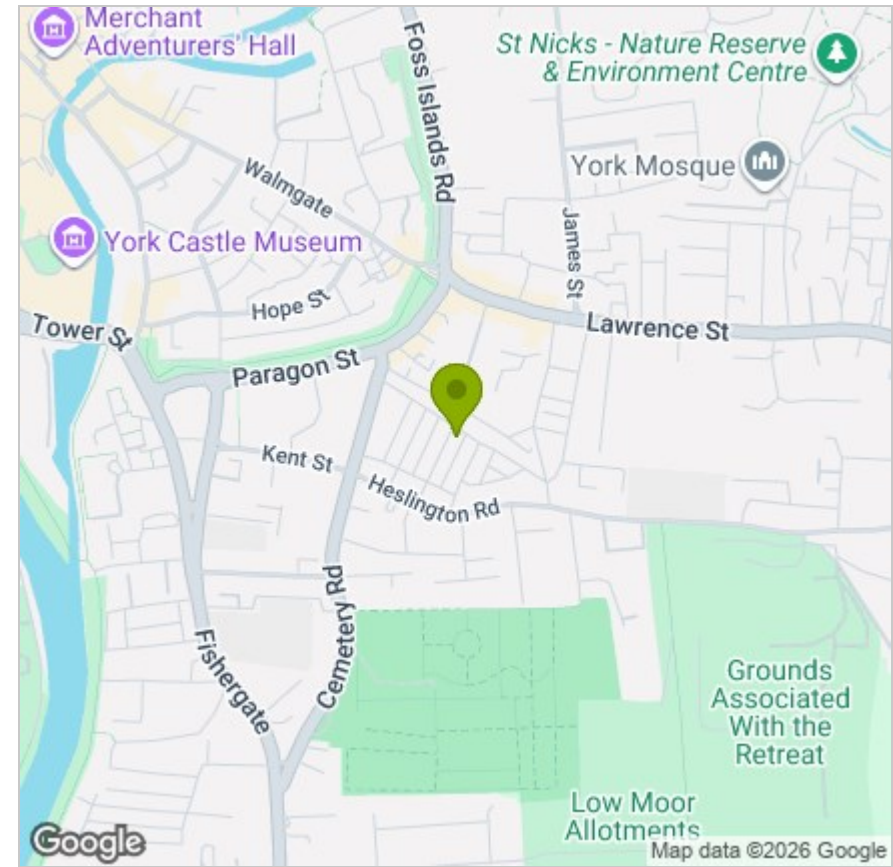 Merchant
Adventurers' Hall
Foss Islands Rd
St Nicks - Nature Reserve
& Environment Centre
York Mosque
Walmgate
James St
York Castle Museum
Hope St
Tower St
Lawrence St
Paragon St
Kent St
Heslington Rd
Cemetery Rd
Fishergate
Grounds
Associated
With the
Retreat
Low Moor
Allotments
Google
Map data ©2026 Google